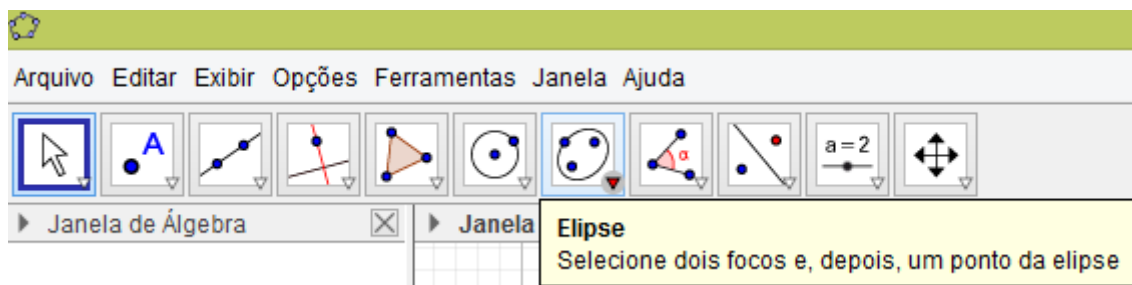 Arquivo Editar Exibir Opções Ferramentas Janela Ajuda
A
α
a=2
Janela de Álgebra
Janela
Elipse
Selecione dois focos e, depois, um ponto da elipse